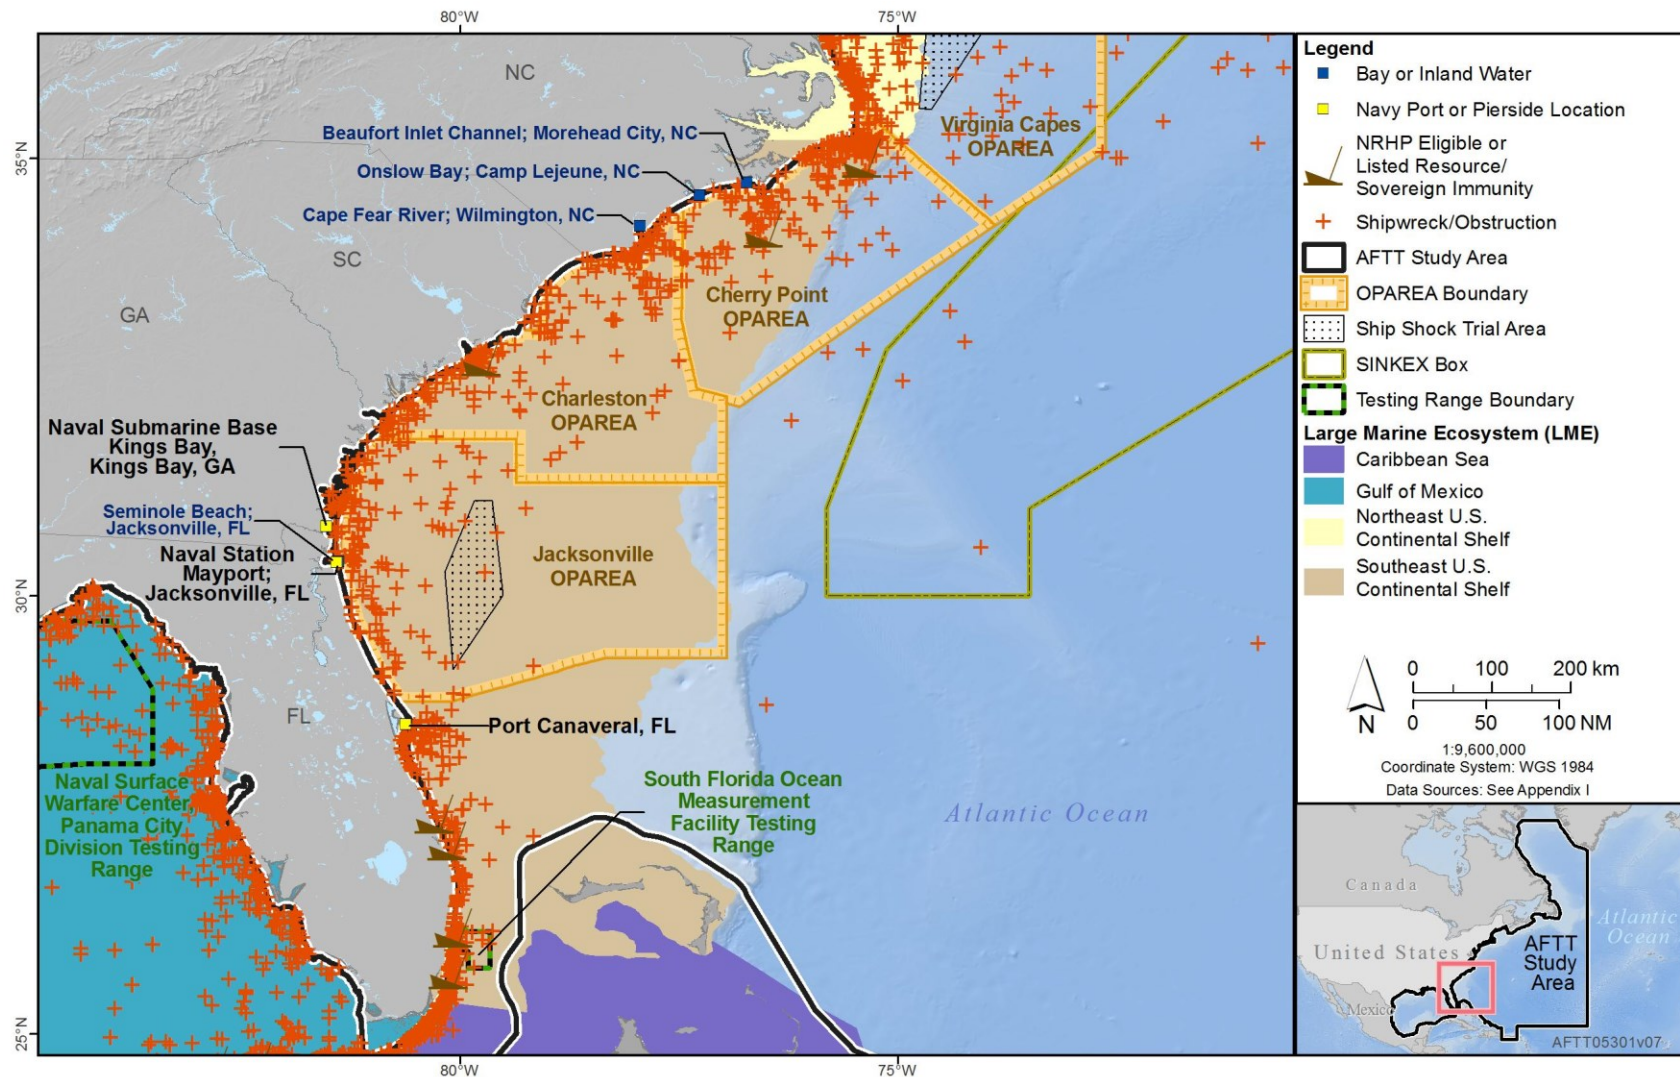 80°W
75°W
NC
Beaufort Inlet Channel; Morehead City, NC
Onslow Bay; Camp Lejeune, NC
Cape Fear River; Wilmington, NC
Virginia Capes
OPAREA
35°N
35°N
SC
GA
Cherry Point
OPAREA
Charleston
OPAREA
Naval Submarine Base
Kings Bay,
Kings Bay, GA
Seminole Beach;
Jacksonville, FL
Naval Station
Mayport;
Jacksonville, FL
Jacksonville
OPAREA
30°N
FL
Port Canaveral, FL
Naval Surface
Warfare Center,
Panama City
Division Testing
Range
South Florida Ocean
Measurement
Facility Testing
Range
Atlantic Ocean
25°N
80°W
75°W
Legend
Bay or Inland Water
Navy Port or Pierside Location
NRHP Eligible or
Listed Resource/
Sovereign Immunity
Shipwreck/Obstruction
AFTT Study Area
OPAREA Boundary
Ship Shock Trial Area
SINKEX Box
Testing Range Boundary
Large Marine Ecosystem (LME)
Caribbean Sea
Gulf of Mexico
Northeast U.S.
Continental Shelf
Southeast U.S.
Continental Shelf
N
0 100 200 km
0 50 100 NM
1:9,600,000
Coordinate System: WGS 1984
Data Sources: See Appendix I
Canada
United States
Mexico
Atlantic
Ocean
AFTT
Study
Area
AFTT05301v07